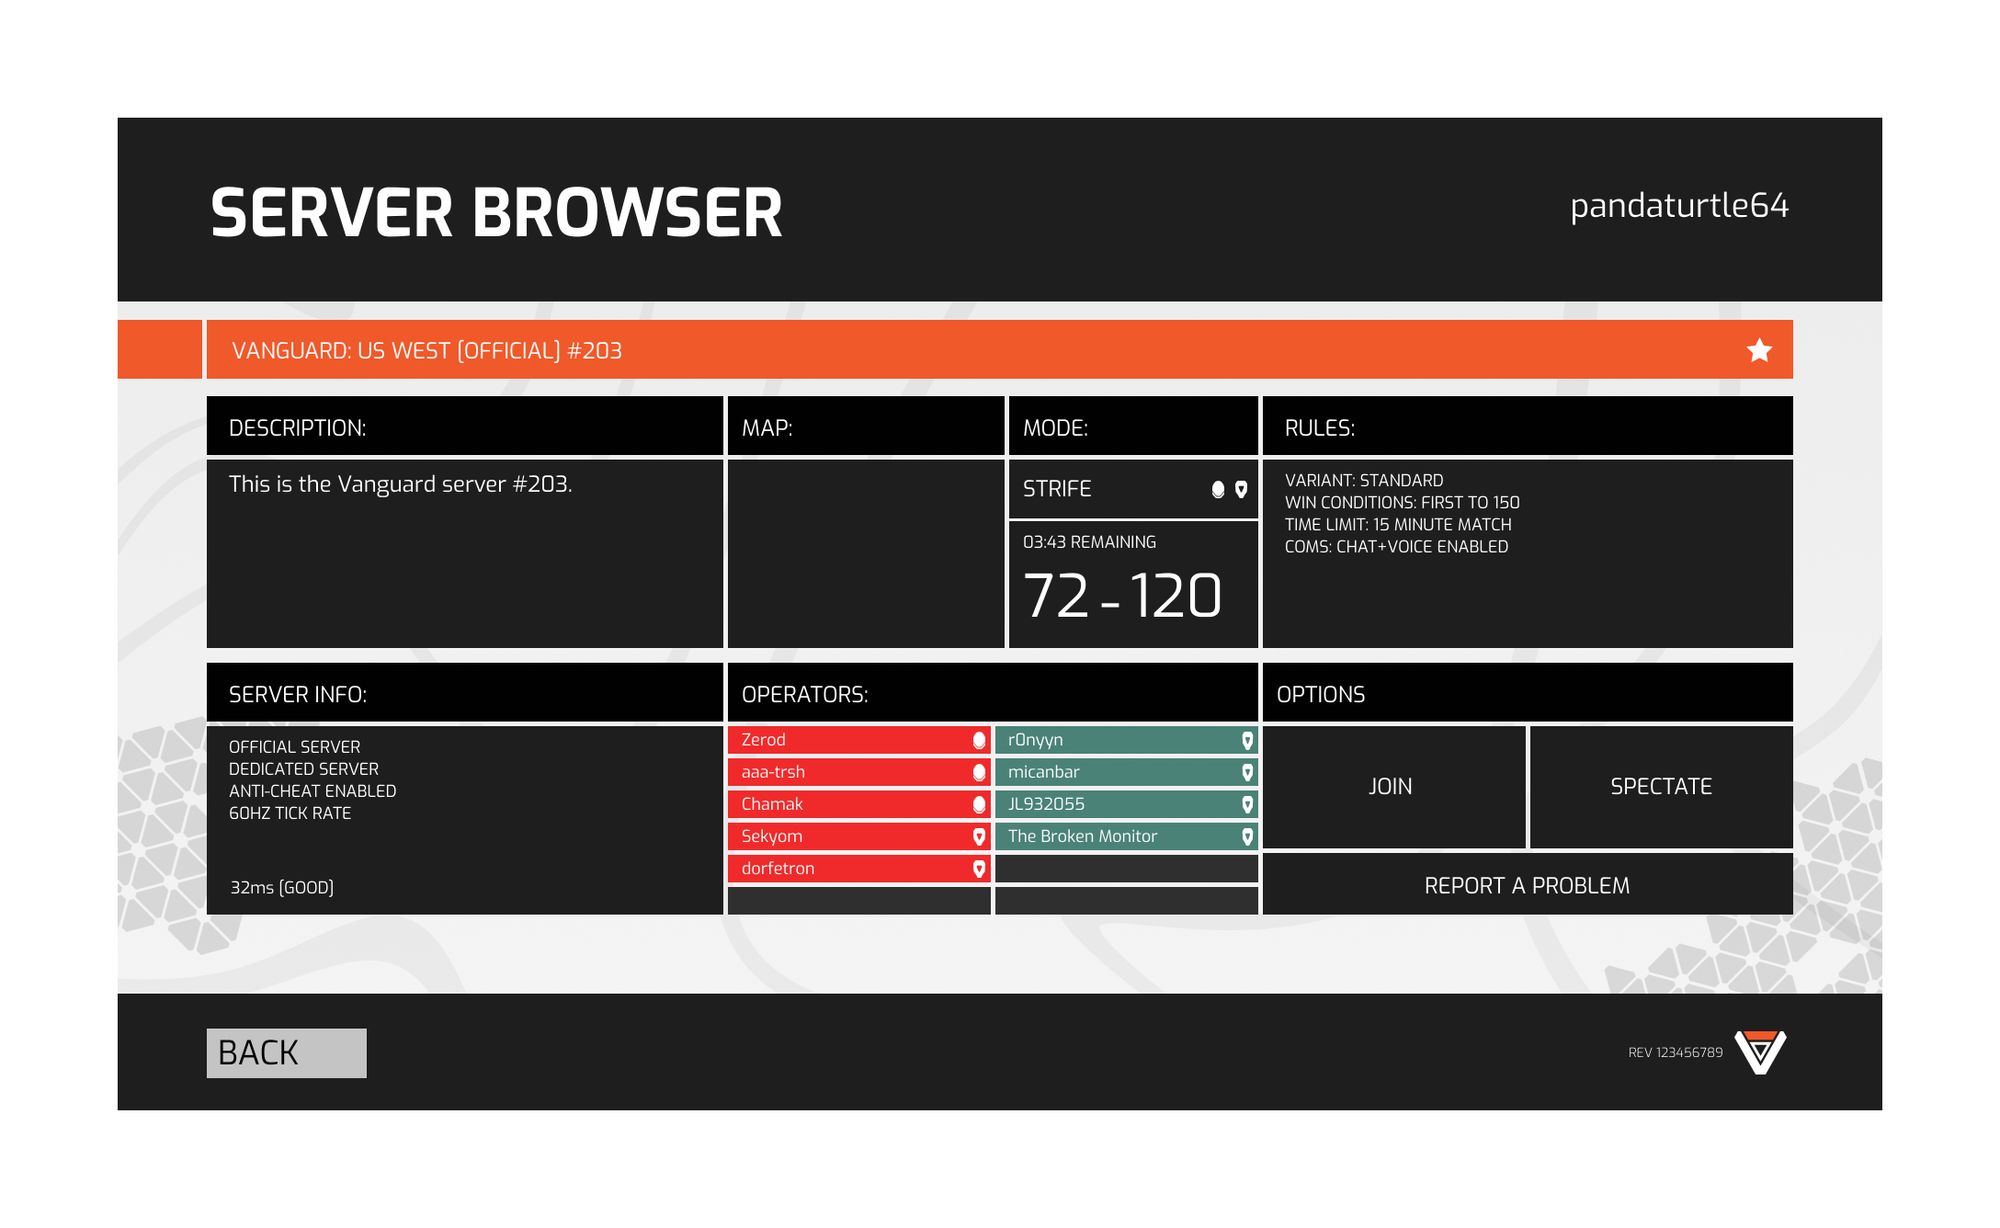 SERVER BROWSER
pandaturtle64
VANGUARD: US WEST [OFFICIAL] #203
DESCRIPTION:
This is the Vanguard server #203.
MAP:
MODE:
STRIFE
03:43 REMAINING
72 - 120
RULES:
VARIANT: STANDARD
WIN CONDITIONS: FIRST TO 150
TIME LIMIT: 15 MINUTE MATCH
COMS: CHAT+VOICE ENABLED
SERVER INFO:
OFFICIAL SERVER
DEDICATED SERVER
ANTI-CHEAT ENABLED
60HZ TICK RATE
32ms [GOOD]
OPERATORS:
Zerod
aaa-trsh
Chamak
Sekyom
dorfetron
r0nyyn
micanbar
JL932055
The Broken Monitor
OPTIONS
JOIN
SPECTATE
REPORT A PROBLEM
BACK
REV 123456789